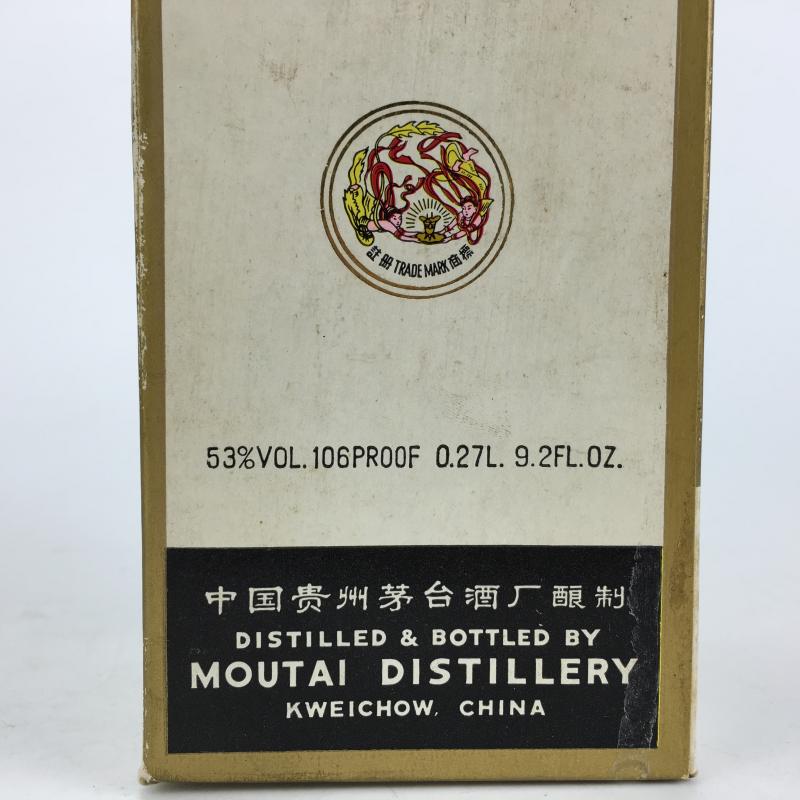 註册 TRADE MARK 商標
53%VOL. 106PROOF 0.27L. 9.2FL.OZ.
中国贵州茅台酒厂酿制
DISTILLED & BOTTLED BY
MOUTAI DISTILLERY
KWEICHOW, CHINA